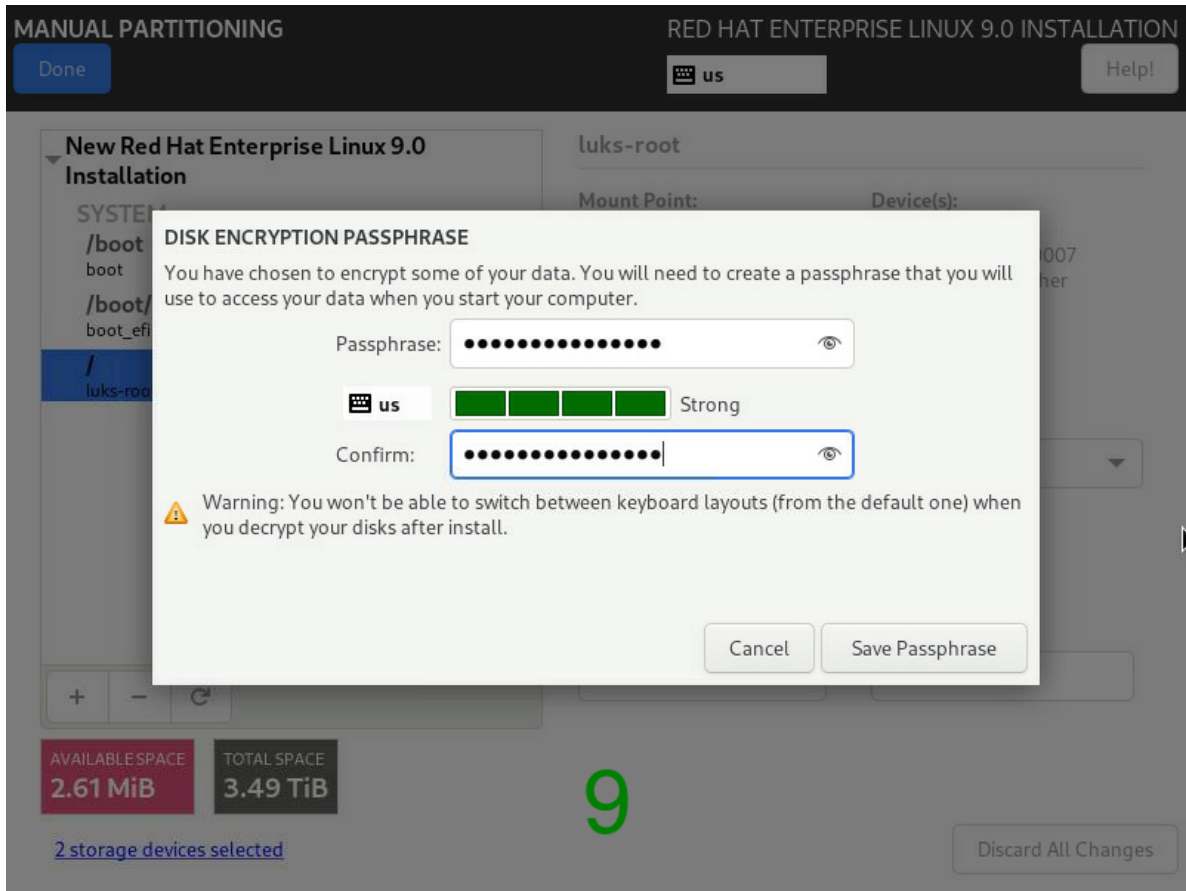 MANUAL PARTITIONING
RED HAT ENTERPRISE LINUX 9.0 INSTALLATION
Done
us
Help!
New Red Hat Enterprise Linux 9.0
Installation
luks-root
SYSTEM
Mount Point:
Device(s):
/boot
boot
/boot/
boot_efi
/
luks-roo
0007
her
DISK ENCRYPTION PASSPHRASE
You have chosen to encrypt some of your data. You will need to create a passphrase that you will
use to access your data when you start your computer.
Passphrase: •••••••••••••••
us
Strong
Confirm: •••••••••••••••
Warning: You won't be able to switch between keyboard layouts (from the default one) when
you decrypt your disks after install.
Cancel
Save Passphrase
+ −
AVAILABLE SPACE
2.61 MiB
TOTAL SPACE
3.49 TiB
9
2 storage devices selected
Discard All Changes